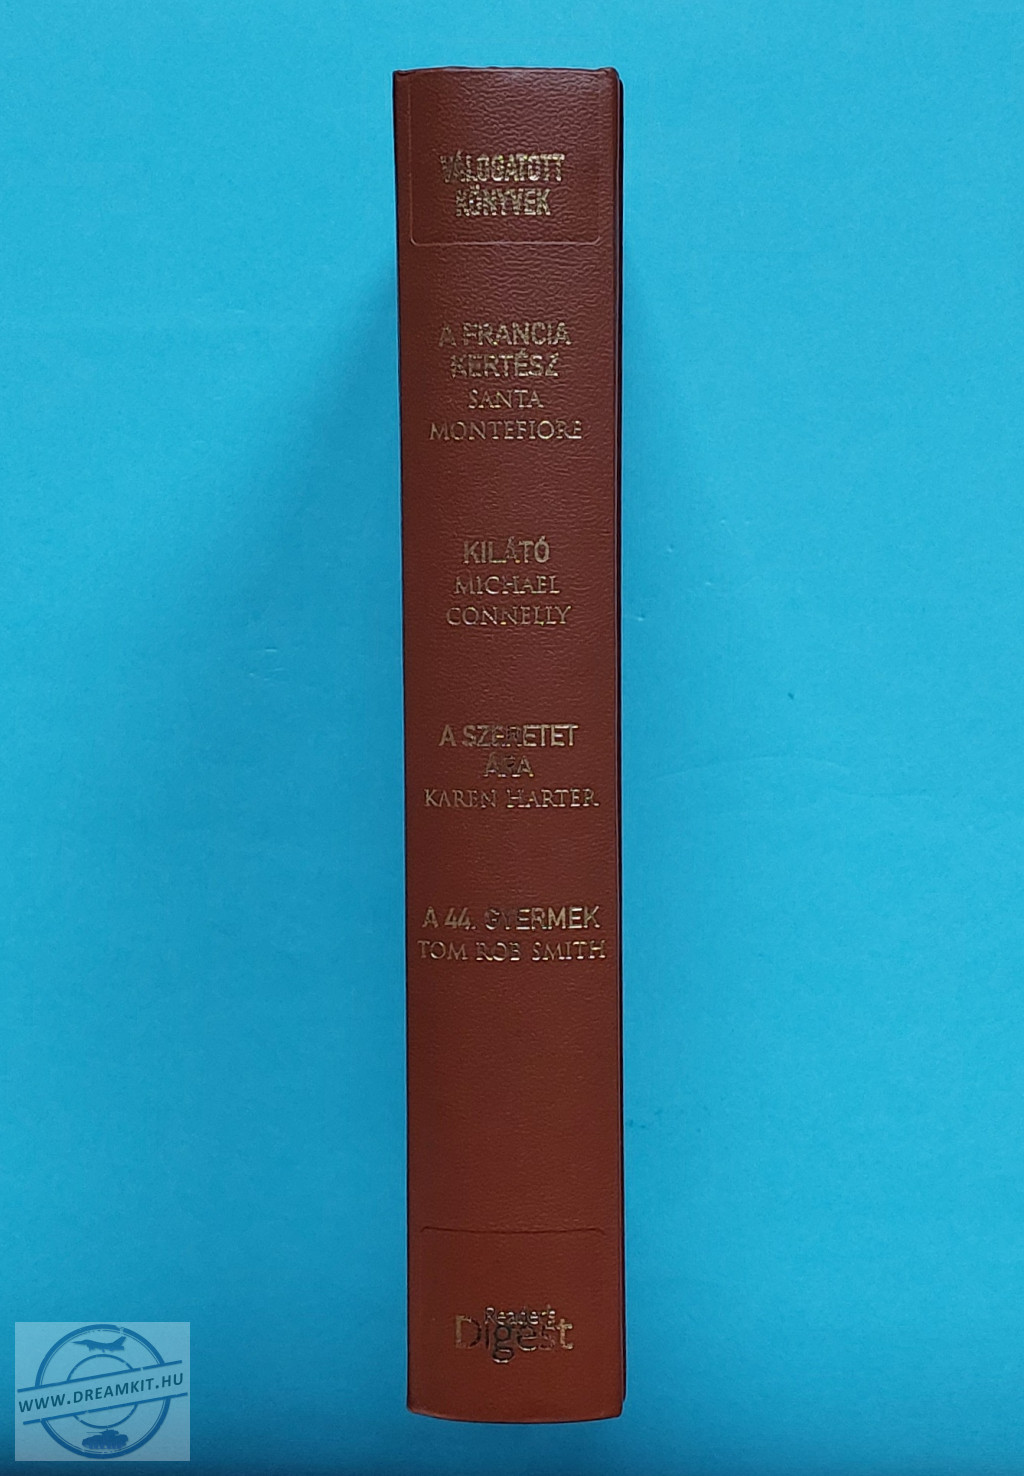 VÁLOGATOTT
KÖNYVEK
A FRANCIA
KERTÉSZ
SANTA
MONTEFIORE
KILÁTÓ
MICHAEL
CONNELLY
A SZERETET
ÁRA
KAREN HARTER
A 44. GYERMEK
TOM ROB SMITH
Reader's
Digest
WWW.DREAMKIT.HU